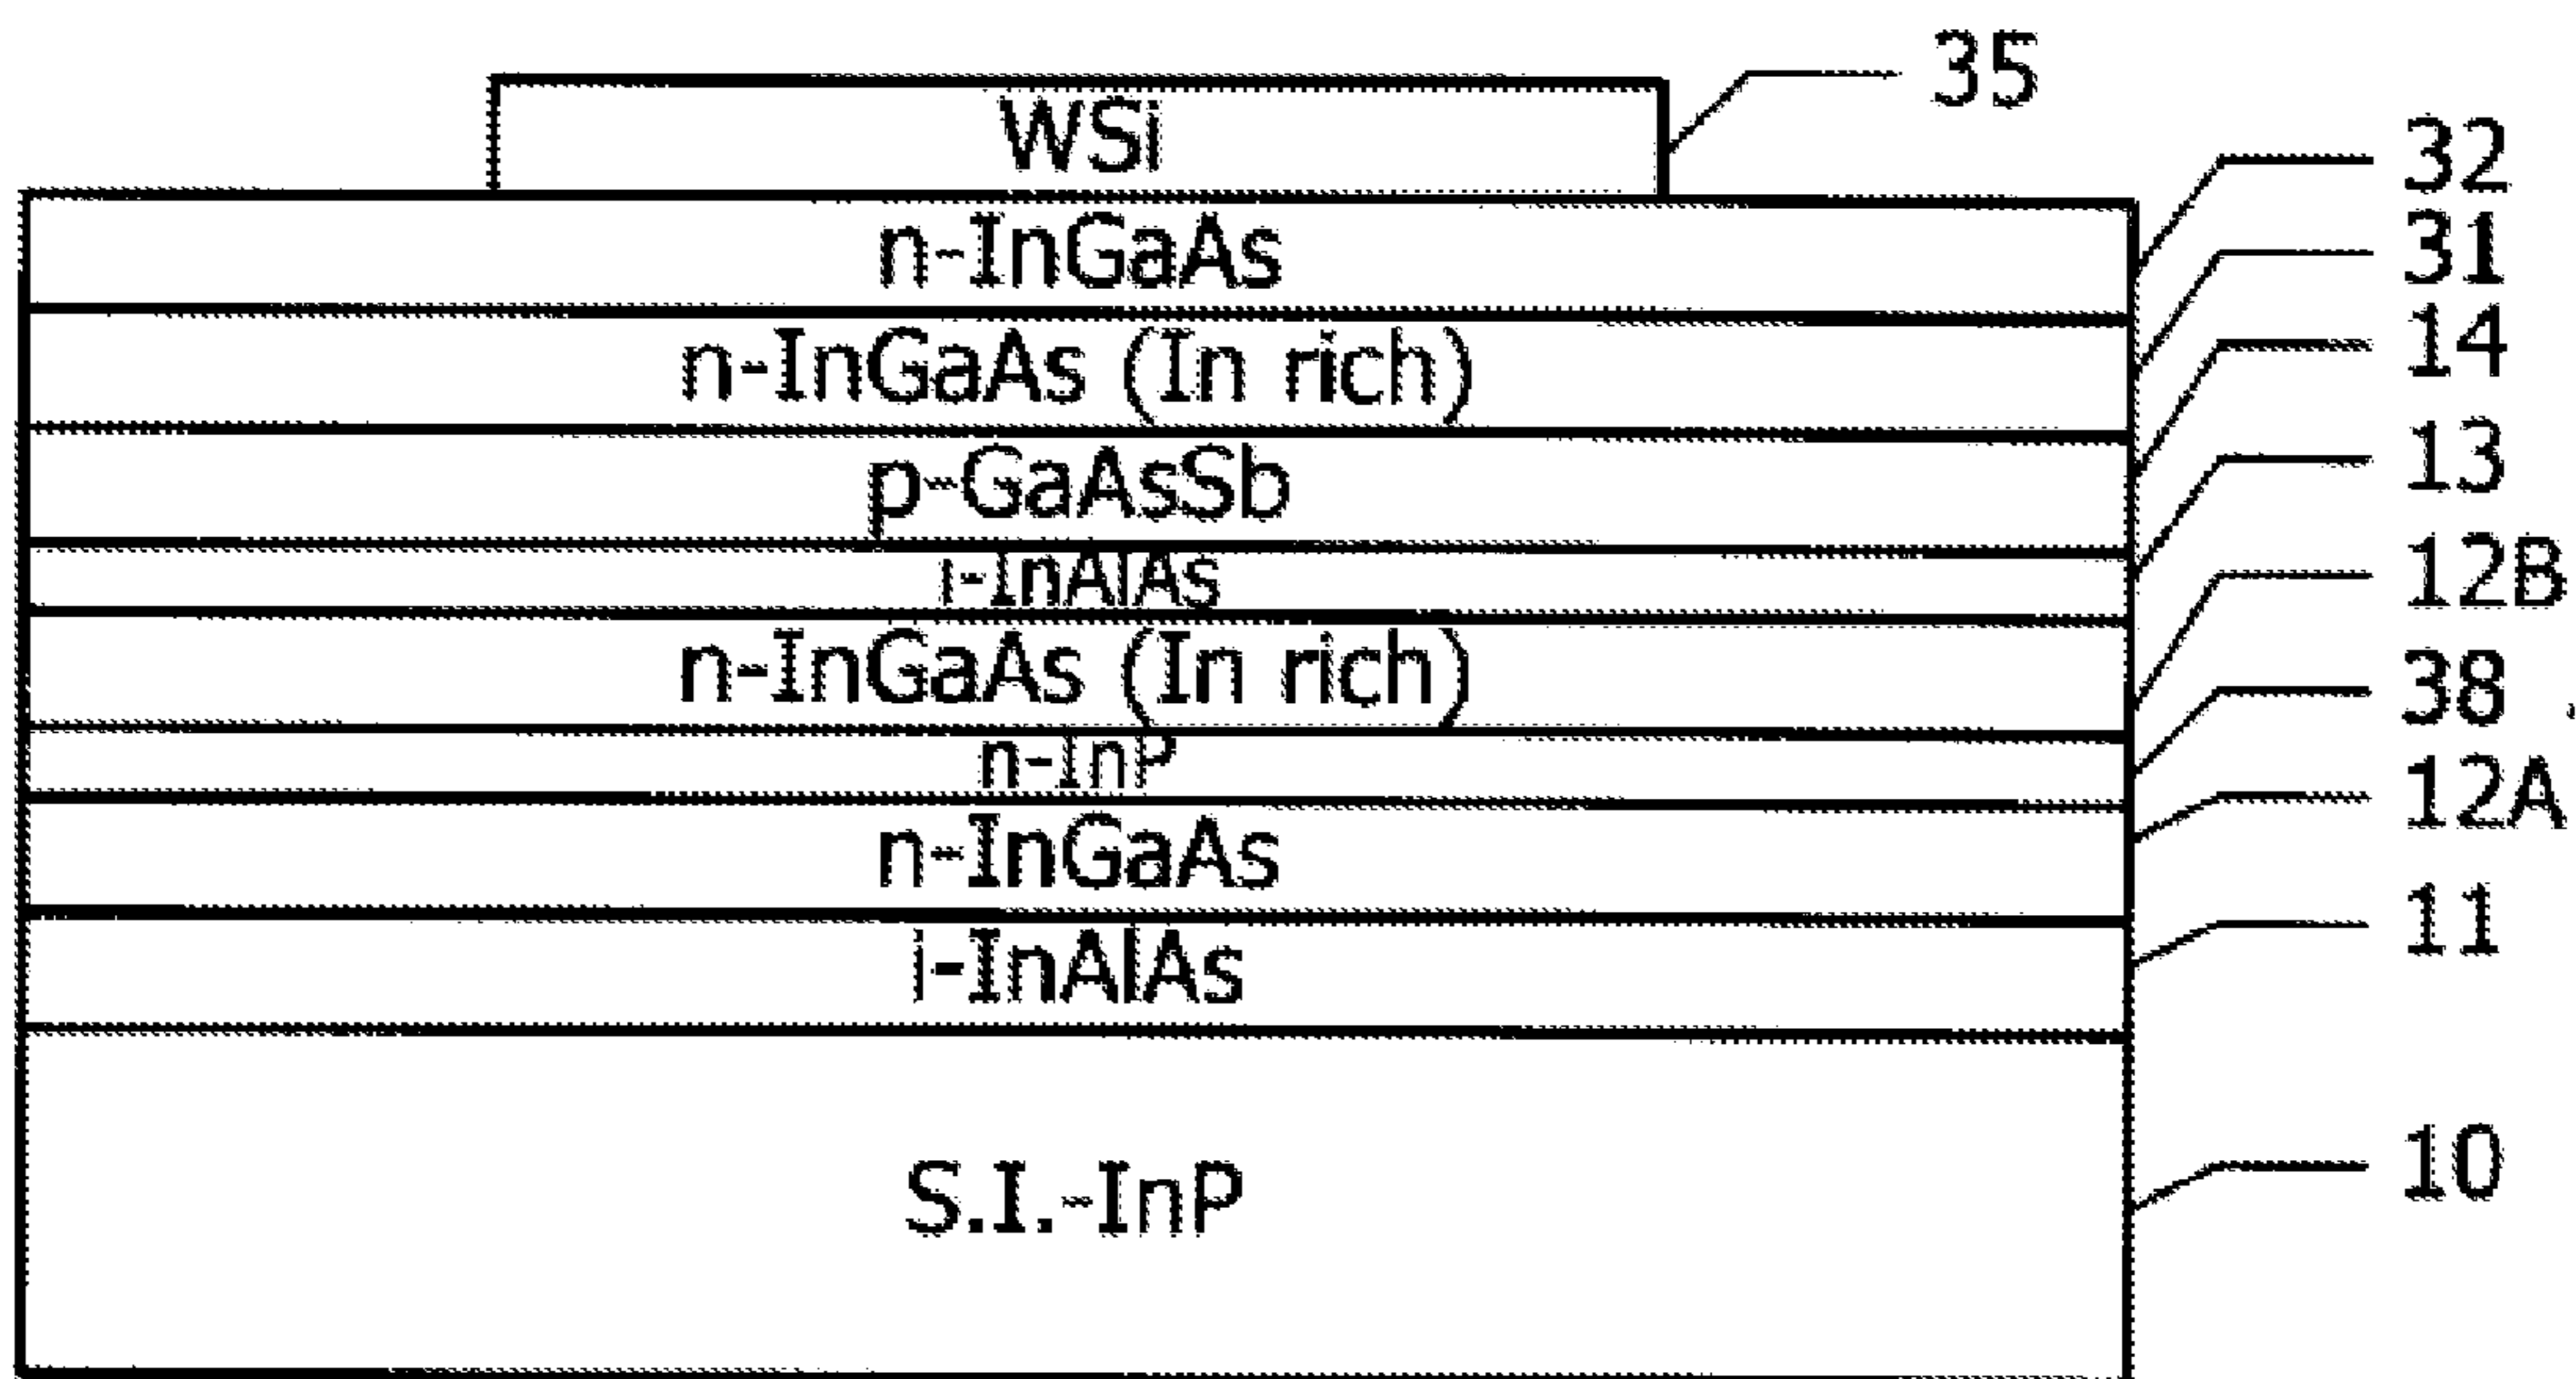 WSi
35
n-InGaAs
32
n-InGaAs (In rich)
31
p-GaAsSb
14
i-InAlAs
13
n-InGaAs (In rich)
12B
n-InP
38
n-InGaAs
12A
i-InAlAs
11
S.I.-InP
10